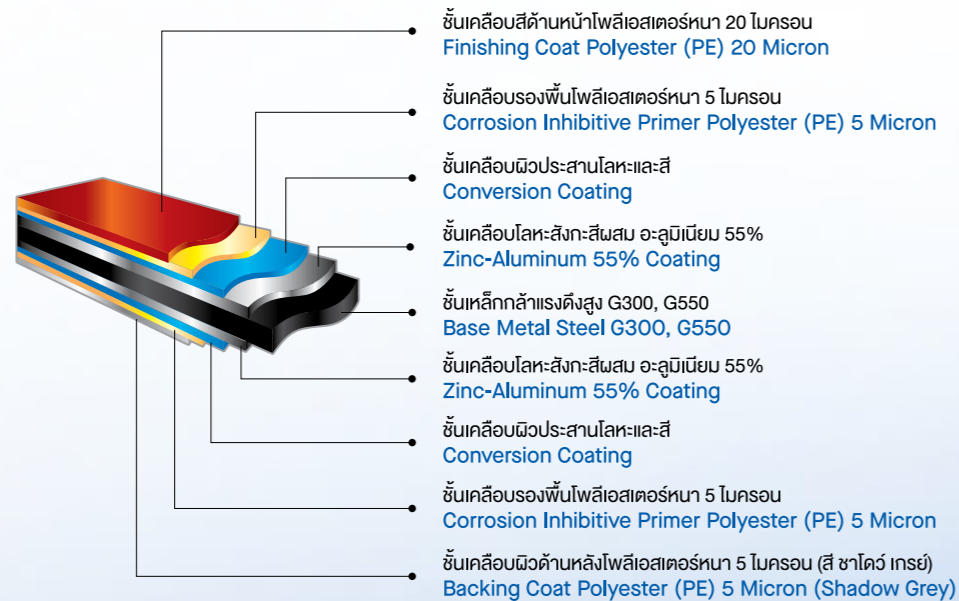 ชั้นเคลือบสีด้านหน้าโพลีเอสเตอร์หนา 20 ไมครอน
Finishing Coat Polyester (PE) 20 Micron
ชั้นเคลือบรองพื้นโพลีเอสเตอร์หนา 5 ไมครอน
Corrosion Inhibitive Primer Polyester (PE) 5 Micron
ชั้นเคลือบผิวประสานโลหะและสี
Conversion Coating
ชั้นเคลือบโลหะสังกะสีผสม อะลูมิเนียม 55%
Zinc-Aluminum 55% Coating
ชั้นเหล็กกล้าแรงดึงสูง G300, G550
Base Metal Steel G300, G550
ชั้นเคลือบโลหะสังกะสีผสม อะลูมิเนียม 55%
Zinc-Aluminum 55% Coating
ชั้นเคลือบผิวประสานโลหะและสี
Conversion Coating
ชั้นเคลือบรองพื้นโพลีเอสเตอร์หนา 5 ไมครอน
Corrosion Inhibitive Primer Polyester (PE) 5 Micron
ชั้นเคลือบผิวด้านหลังโพลีเอสเตอร์หนา 5 ไมครอน (สี ชาโดว์ เกรย์)
Backing Coat Polyester (PE) 5 Micron (Shadow Grey)